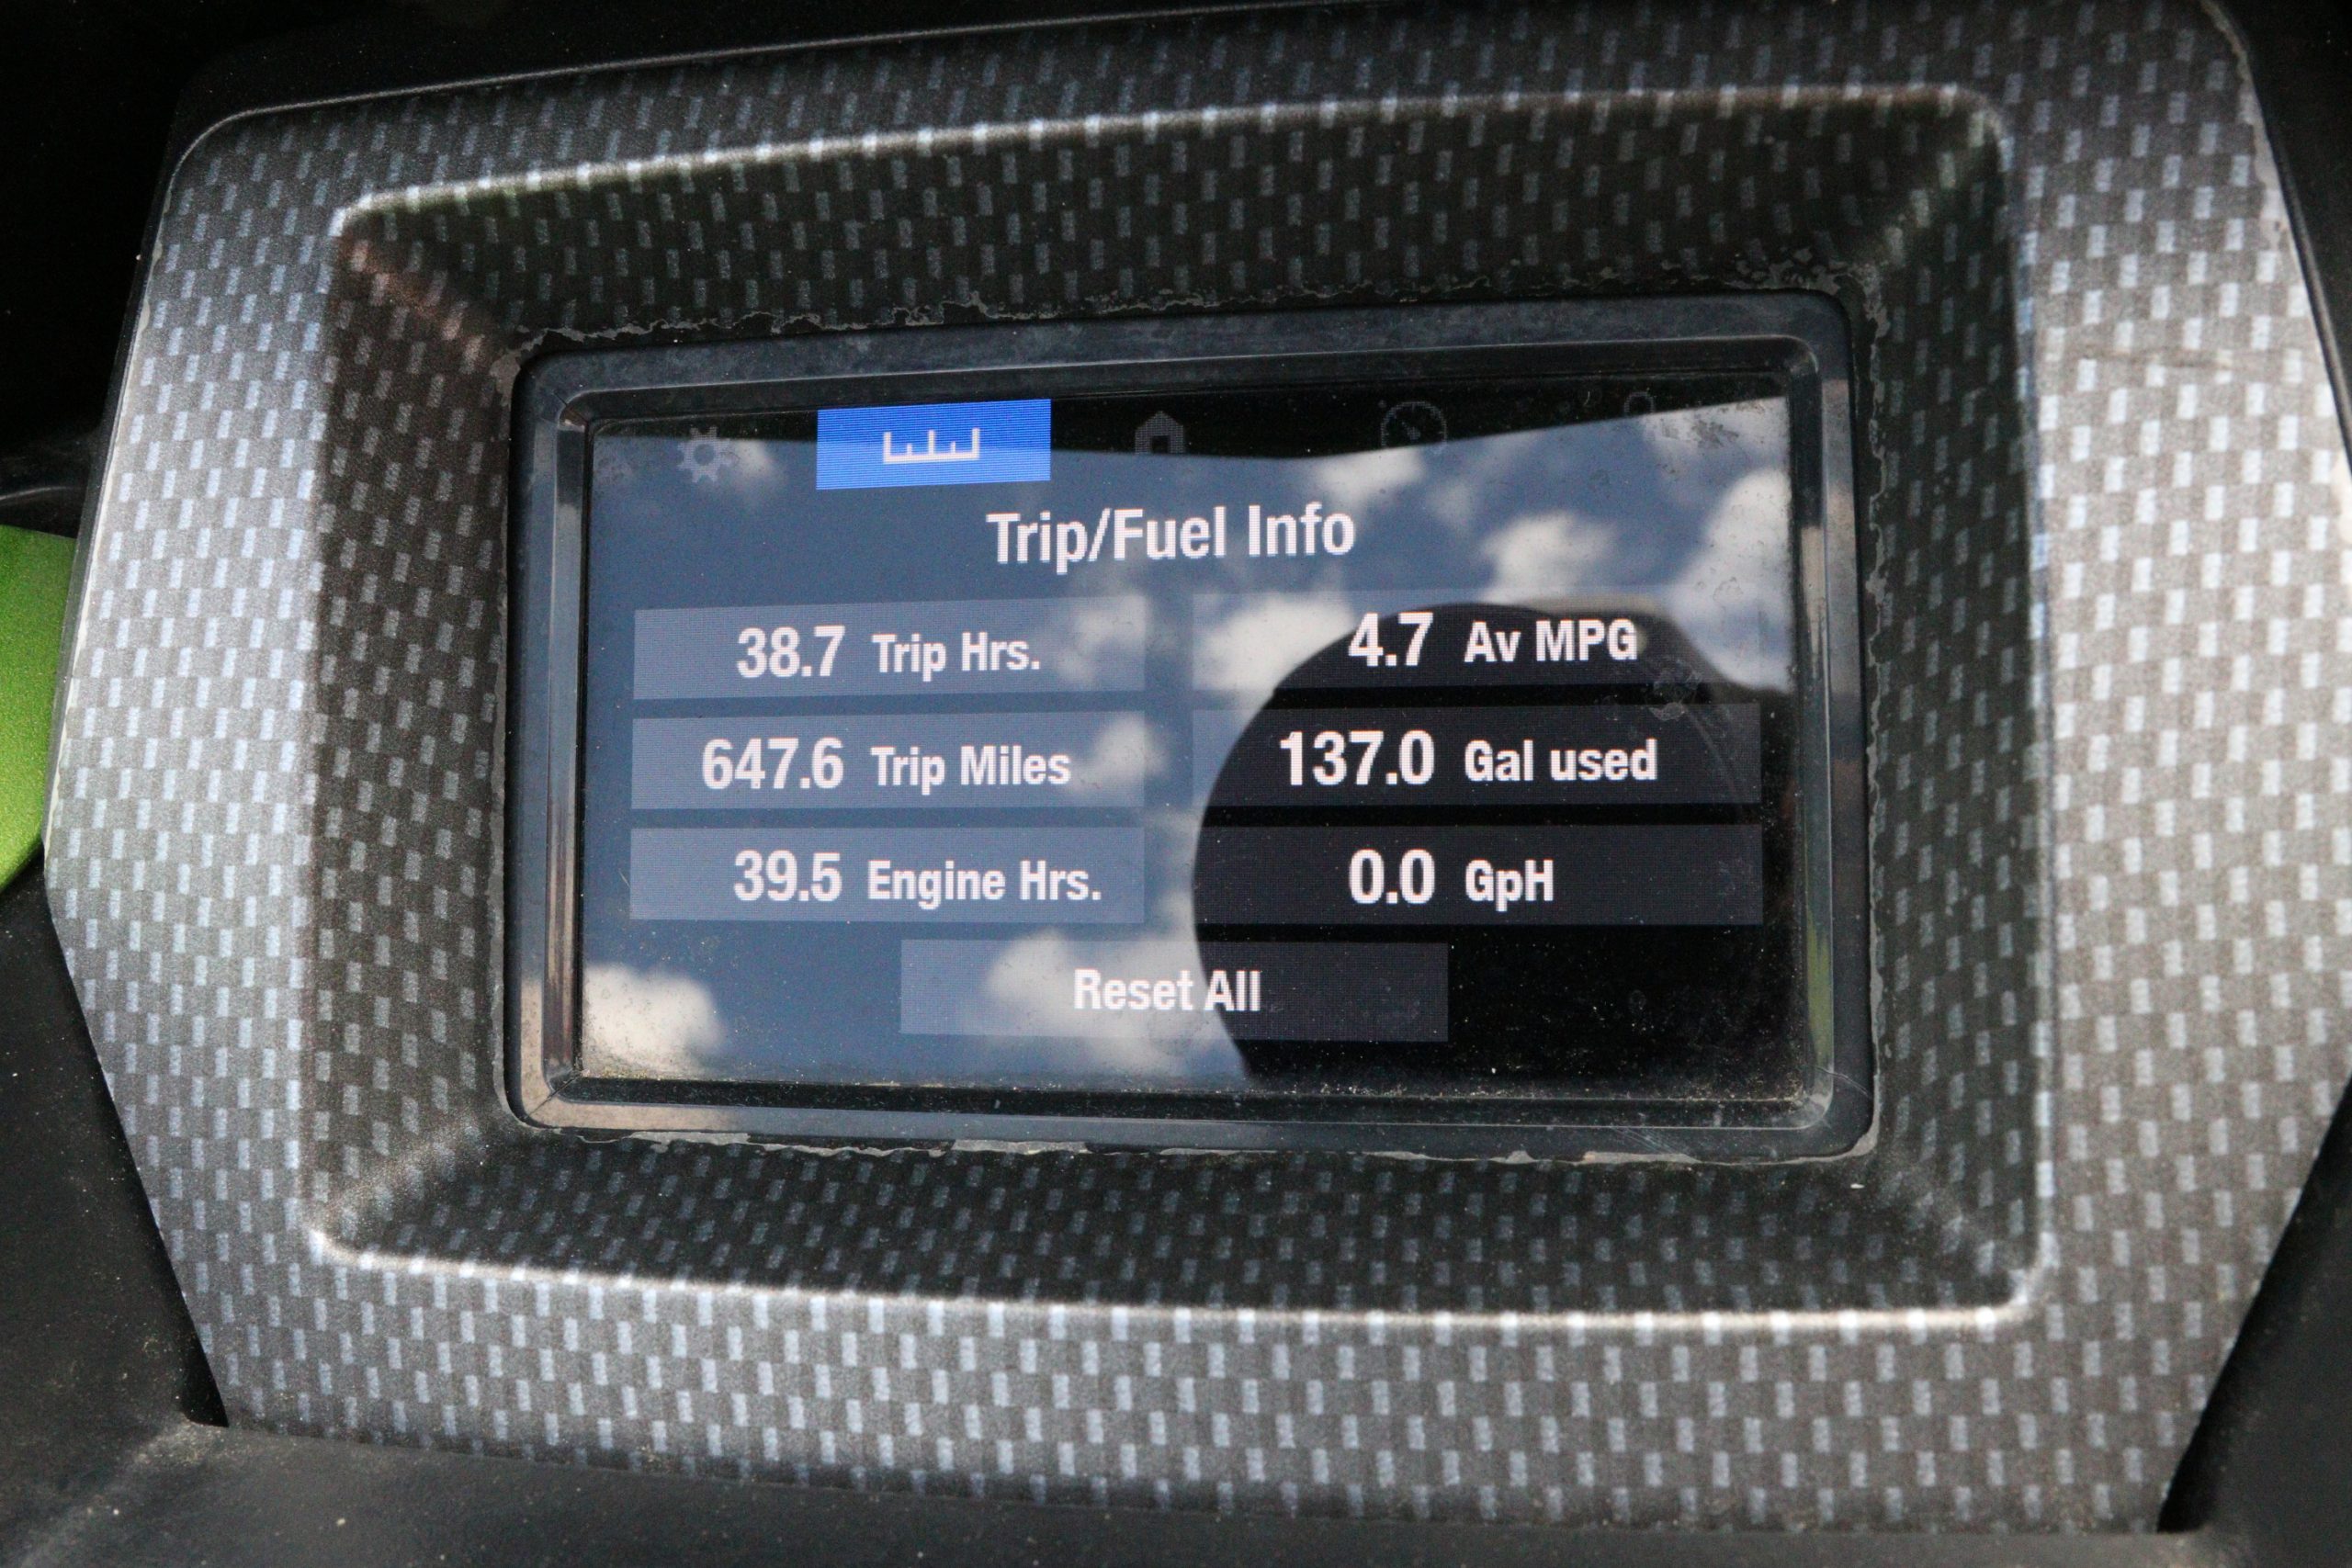 Trip/Fuel Info
38.7 Trip Hrs.
4.7 Av MPG
647.6 Trip Miles
137.0 Gal used
39.5 Engine Hrs.
0.0 GpH
Reset All